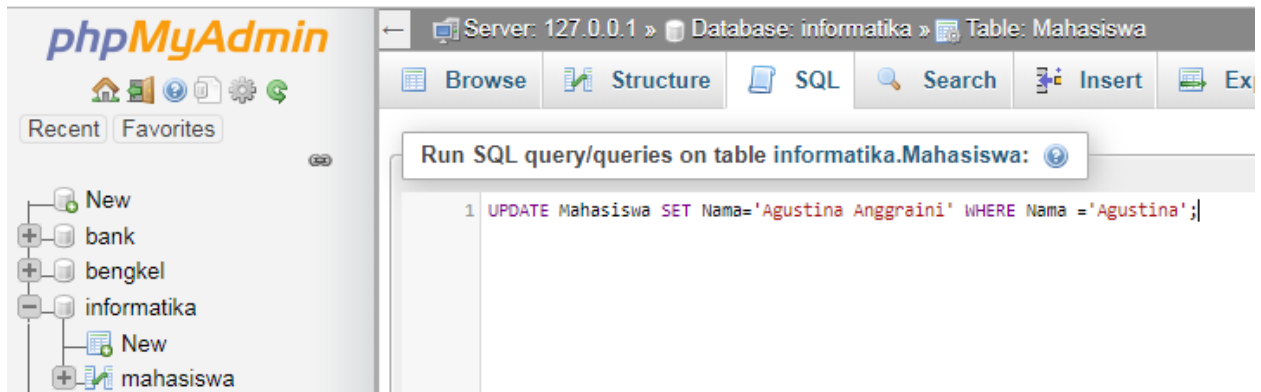 phpMyAdmin
Recent Favorites
New
bank
bengkel
informatika
New
mahasiswa
Server: 127.0.0.1 » Database: informatika » Table: Mahasiswa
Browse Structure SQL Search Insert
Run SQL query/queries on table informatika.Mahasiswa:
1 UPDATE Mahasiswa SET Nama='Agustina Anggraini' WHERE Nama ='Agustina';